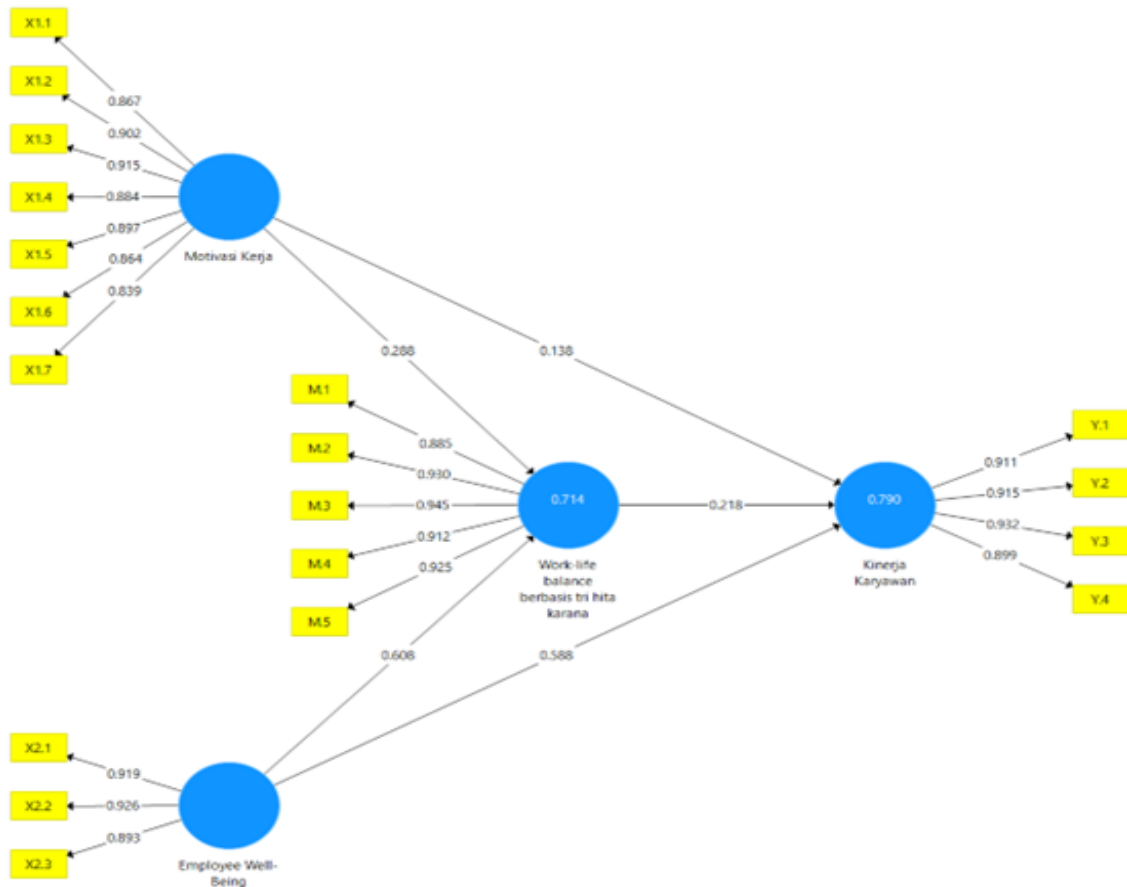 X1.1
0.867
X1.2
0.902
X1.3
0.915
X1.4
0.884
X1.5
0.897
X1.6
0.864
X1.7
0.839
Motivasi Kerja
0.288
0.138
M.1
0.885
M.2
0.930
M.3
0.945
M.4
0.912
M.5
0.925
0.714
Work-life
balance
berbasis tri hita
karana
0.218
0.790
Kinerja
Karyawan
Y.1
0.911
Y.2
0.915
Y.3
0.932
Y.4
0.899
0.608
0.588
X2.1
0.919
X2.2
0.926
X2.3
0.893
Employee Well-
Being